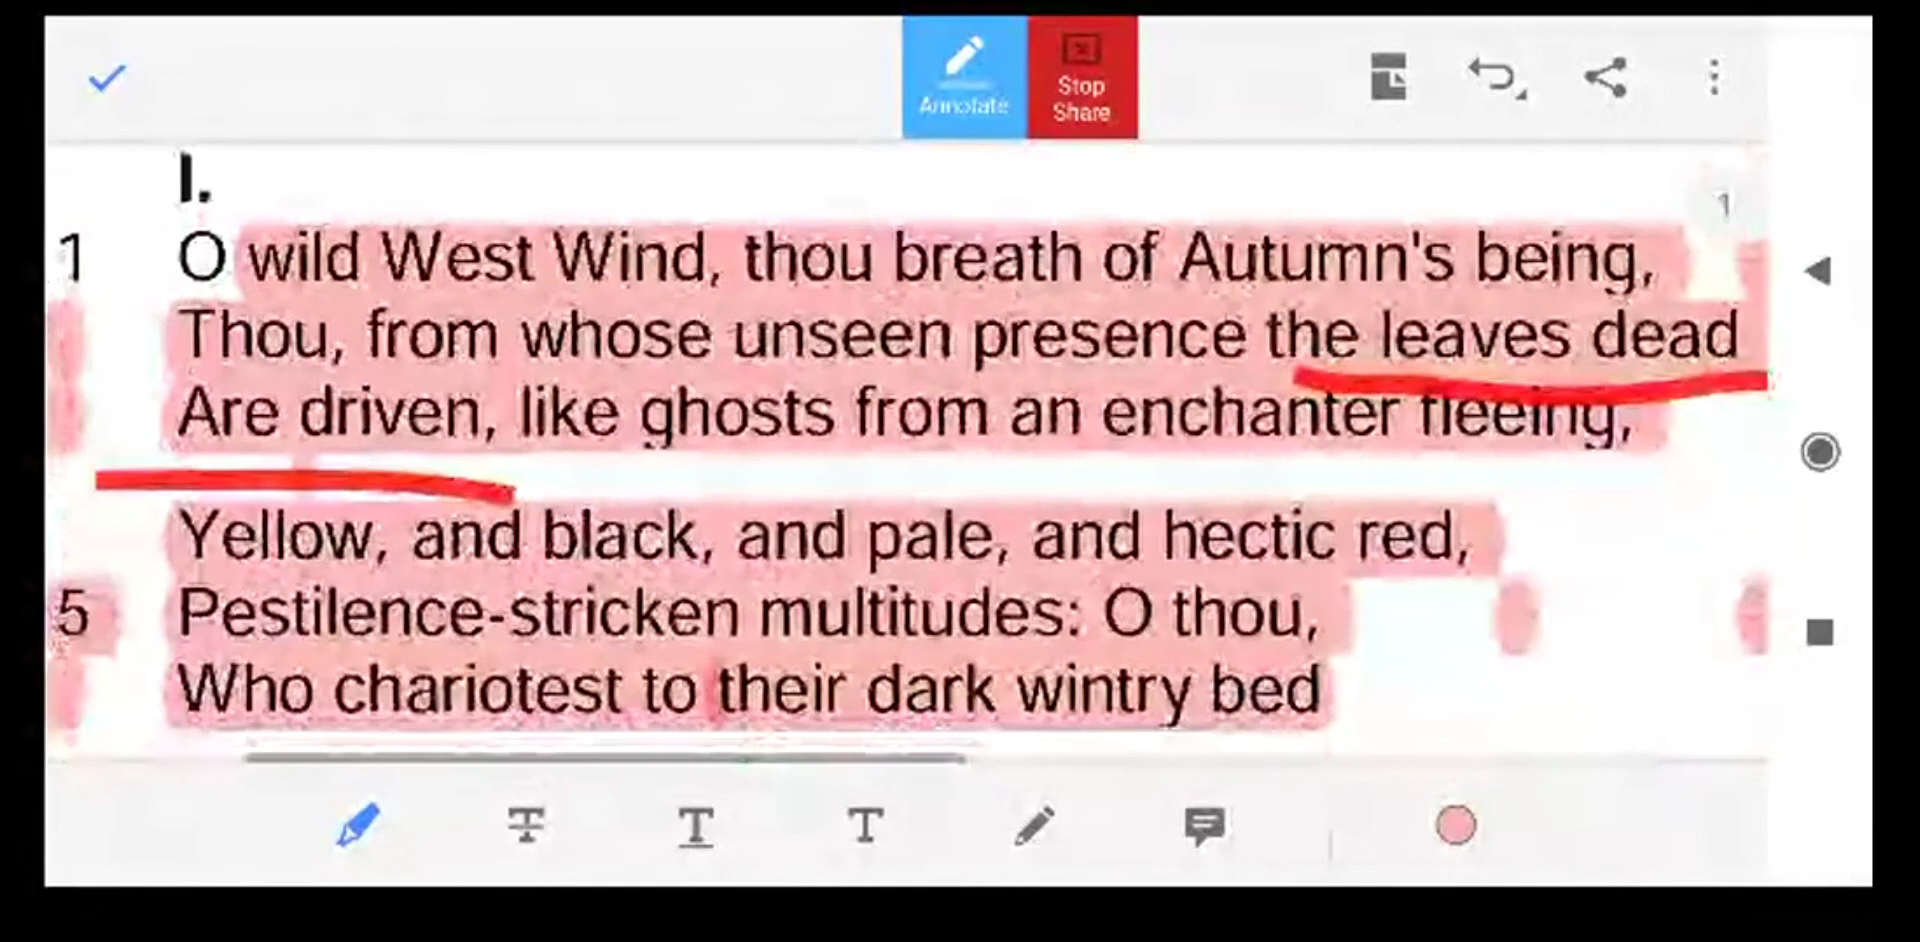 Annotate
Stop
Share
I.
1
1 O wild West Wind, thou breath of Autumn's being,
Thou, from whose unseen presence the leaves dead
Are driven, like ghosts from an enchanter fleeing,
Yellow, and black, and pale, and hectic red,
5 Pestilence-stricken multitudes: O thou,
Who chariotest to their dark wintry bed